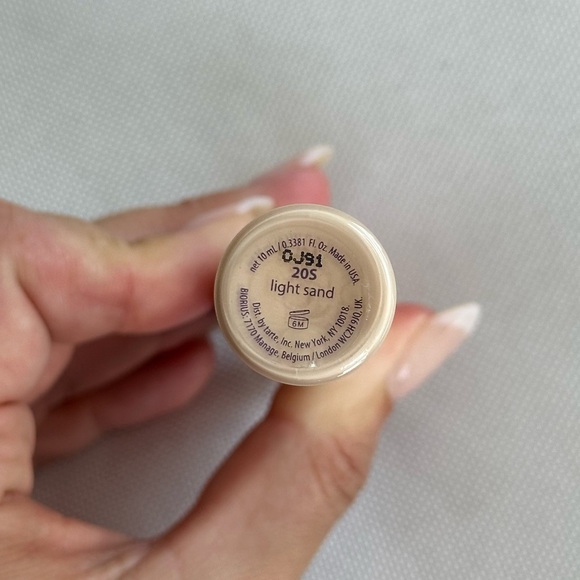 net 10 mL/0.3381 Fl. Oz. Made in USA.
0J91
20S
light sand
6M
Dist. by tarte, inc. New York, NY 10018.
BIORIUS, 7170 Manage, Belgium / London WC2H 9JQ, UK.